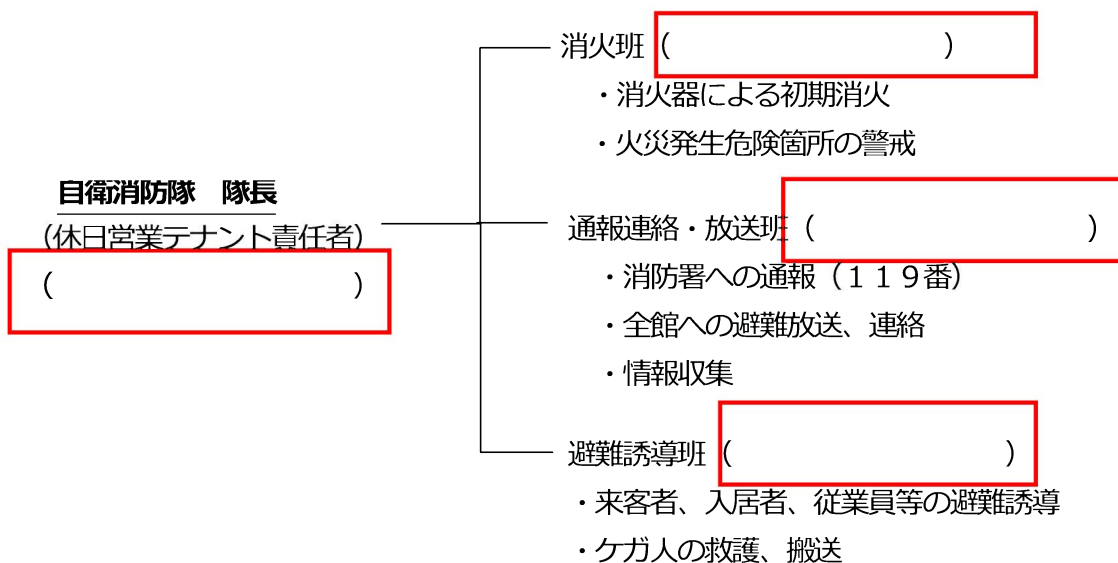 自衛消防隊　隊長
（休日営業テナント責任者）
（　　　　　　　　　　　　）
消火班（　　　　　　　　　　　）
・消火器による初期消火
・火災発生危険箇所の警戒
通報連絡・放送班（　　　　　　　　　　　）
・消防署への通報（１１９番）
・全館への避難放送、連絡
・情報収集
避難誘導班（　　　　　　　　　　　）
・来客者、入居者、従業員等の避難誘導
・ケガ人の救護、搬送